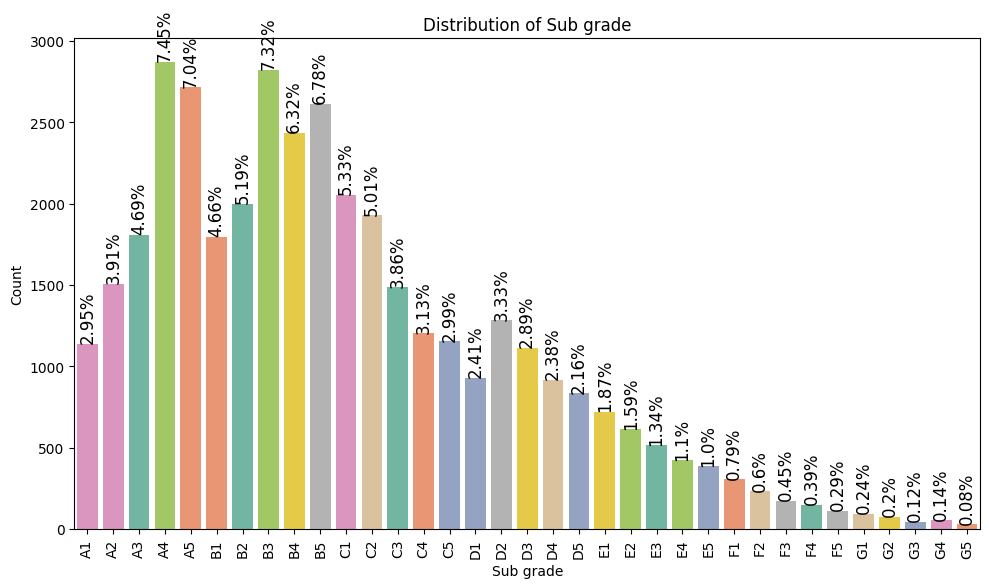 Distribution of Sub grade
3000
2500
2000
1500
1000
500
0
Count
2.95%
3.91%
4.69%
7.45%
7.04%
4.66%
5.19%
7.32%
6.32%
6.78%
5.33%
5.01%
3.86%
3.13%
2.99%
2.41%
3.33%
2.89%
2.38%
2.16%
1.87%
1.59%
1.34%
1.1%
1.0%
0.79%
0.6%
0.45%
0.39%
0.29%
0.24%
0.2%
0.12%
0.14%
0.08%
A1
A2
A3
A4
A5
B1
B2
B3
B4
B5
C1
C2
C3
C4
C5
D1
D2
D3
D4
D5
E1
E2
E3
E4
E5
F1
F2
F3
F4
F5
G1
G2
G3
G4
G5
Sub grade